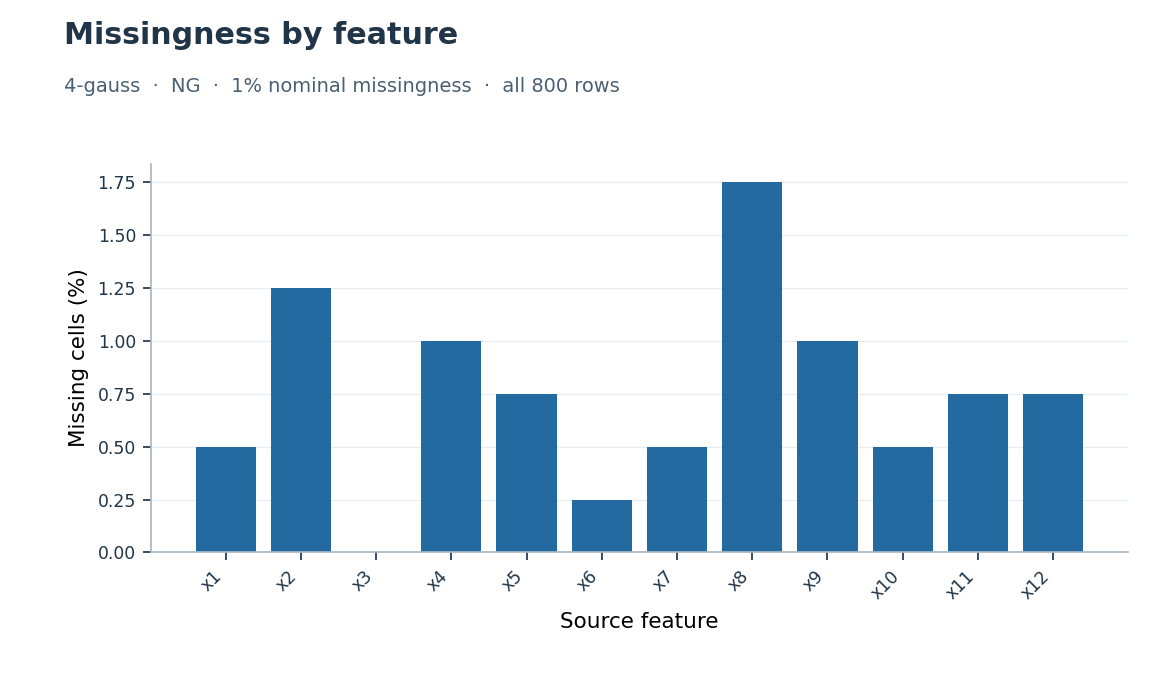 Missingness by feature
4-gauss · NG · 1% nominal missingness · all 800 rows
Missing cells (%)
1.75
1.50
1.25
1.00
0.75
0.50
0.25
0.00
x1 x2 x3 x4 x5 x6 x7 x8 x9 x10 x11 x12
Source feature